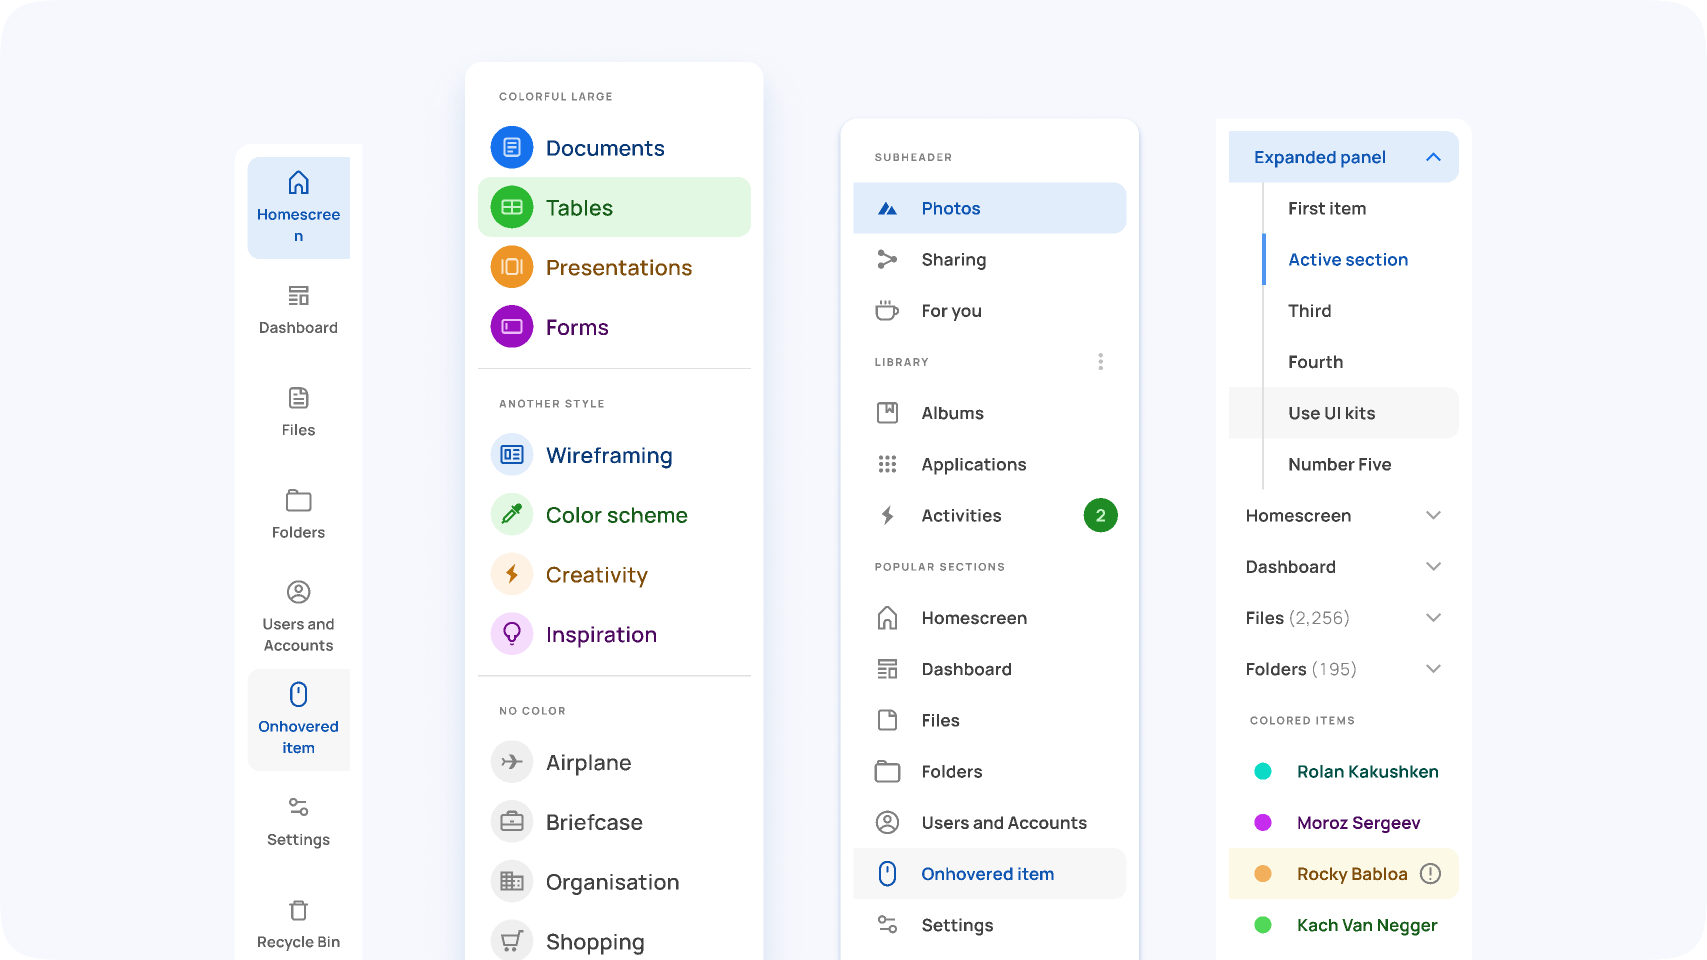 Homescree
n
Dashboard
Files
Folders
Users and
Accounts
Onhovered
item
Settings
Recycle Bin
COLORFUL LARGE
Documents
Tables
Presentations
Forms
ANOTHER STYLE
Wireframing
Color scheme
Creativity
Inspiration
NO COLOR
Airplane
Briefcase
Organisation
Shopping
SUBHEADER
Photos
Sharing
For you
LIBRARY
Albums
Applications
Activities 2
POPULAR SECTIONS
Homescreen
Dashboard
Files
Folders
Users and Accounts
Onhovered item
Settings
Expanded panel
First item
Active section
Third
Fourth
Use UI kits
Number Five
Homescreen
Dashboard
Files (2,256)
Folders (195)
COLORED ITEMS
Rolan Kakushken
Moroz Sergeev
Rocky Babloa
Kach Van Negger